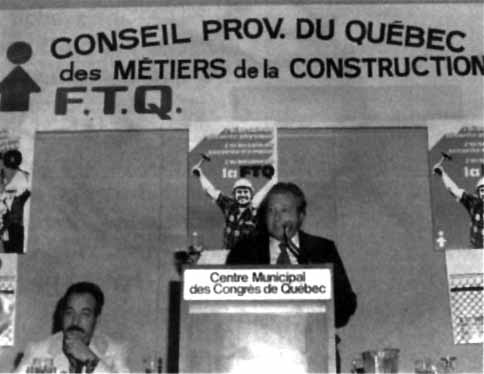 CONSEIL PROV. DU QUÉBEC
des MÉTIERS de la CONSTRUCTION
F.T.Q.
la FTQ
Centre Municipal
des Congrès de Québec